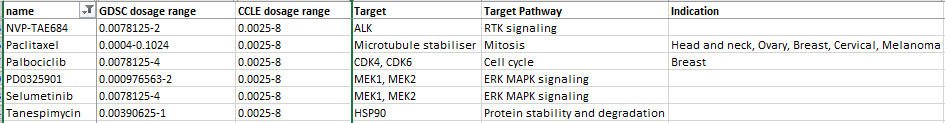 name GDSC dosage range CCLE dosage range Target Target Pathway Indication
NVP-TAE684 0.0078125-2 0.0025-8 ALK RTK signaling
Paclitaxel 0.0004-0.1024 0.0025-8 Microtubule stabiliser Mitosis Head and neck, Ovary, Breast, Cervical, Melanoma
Palbociclib 0.0078125-4 0.0025-8 CDK4, CDK6 Cell cycle Breast
PD0325901 0.000976563-2 0.0025-8 MEK1, MEK2 ERK MAPK signaling
Selumetinib 0.0078125-4 0.0025-8 MEK1, MEK2 ERK MAPK signaling
Tanespimycin 0.00390625-1 0.0025-8 HSP90 Protein stability and degradation